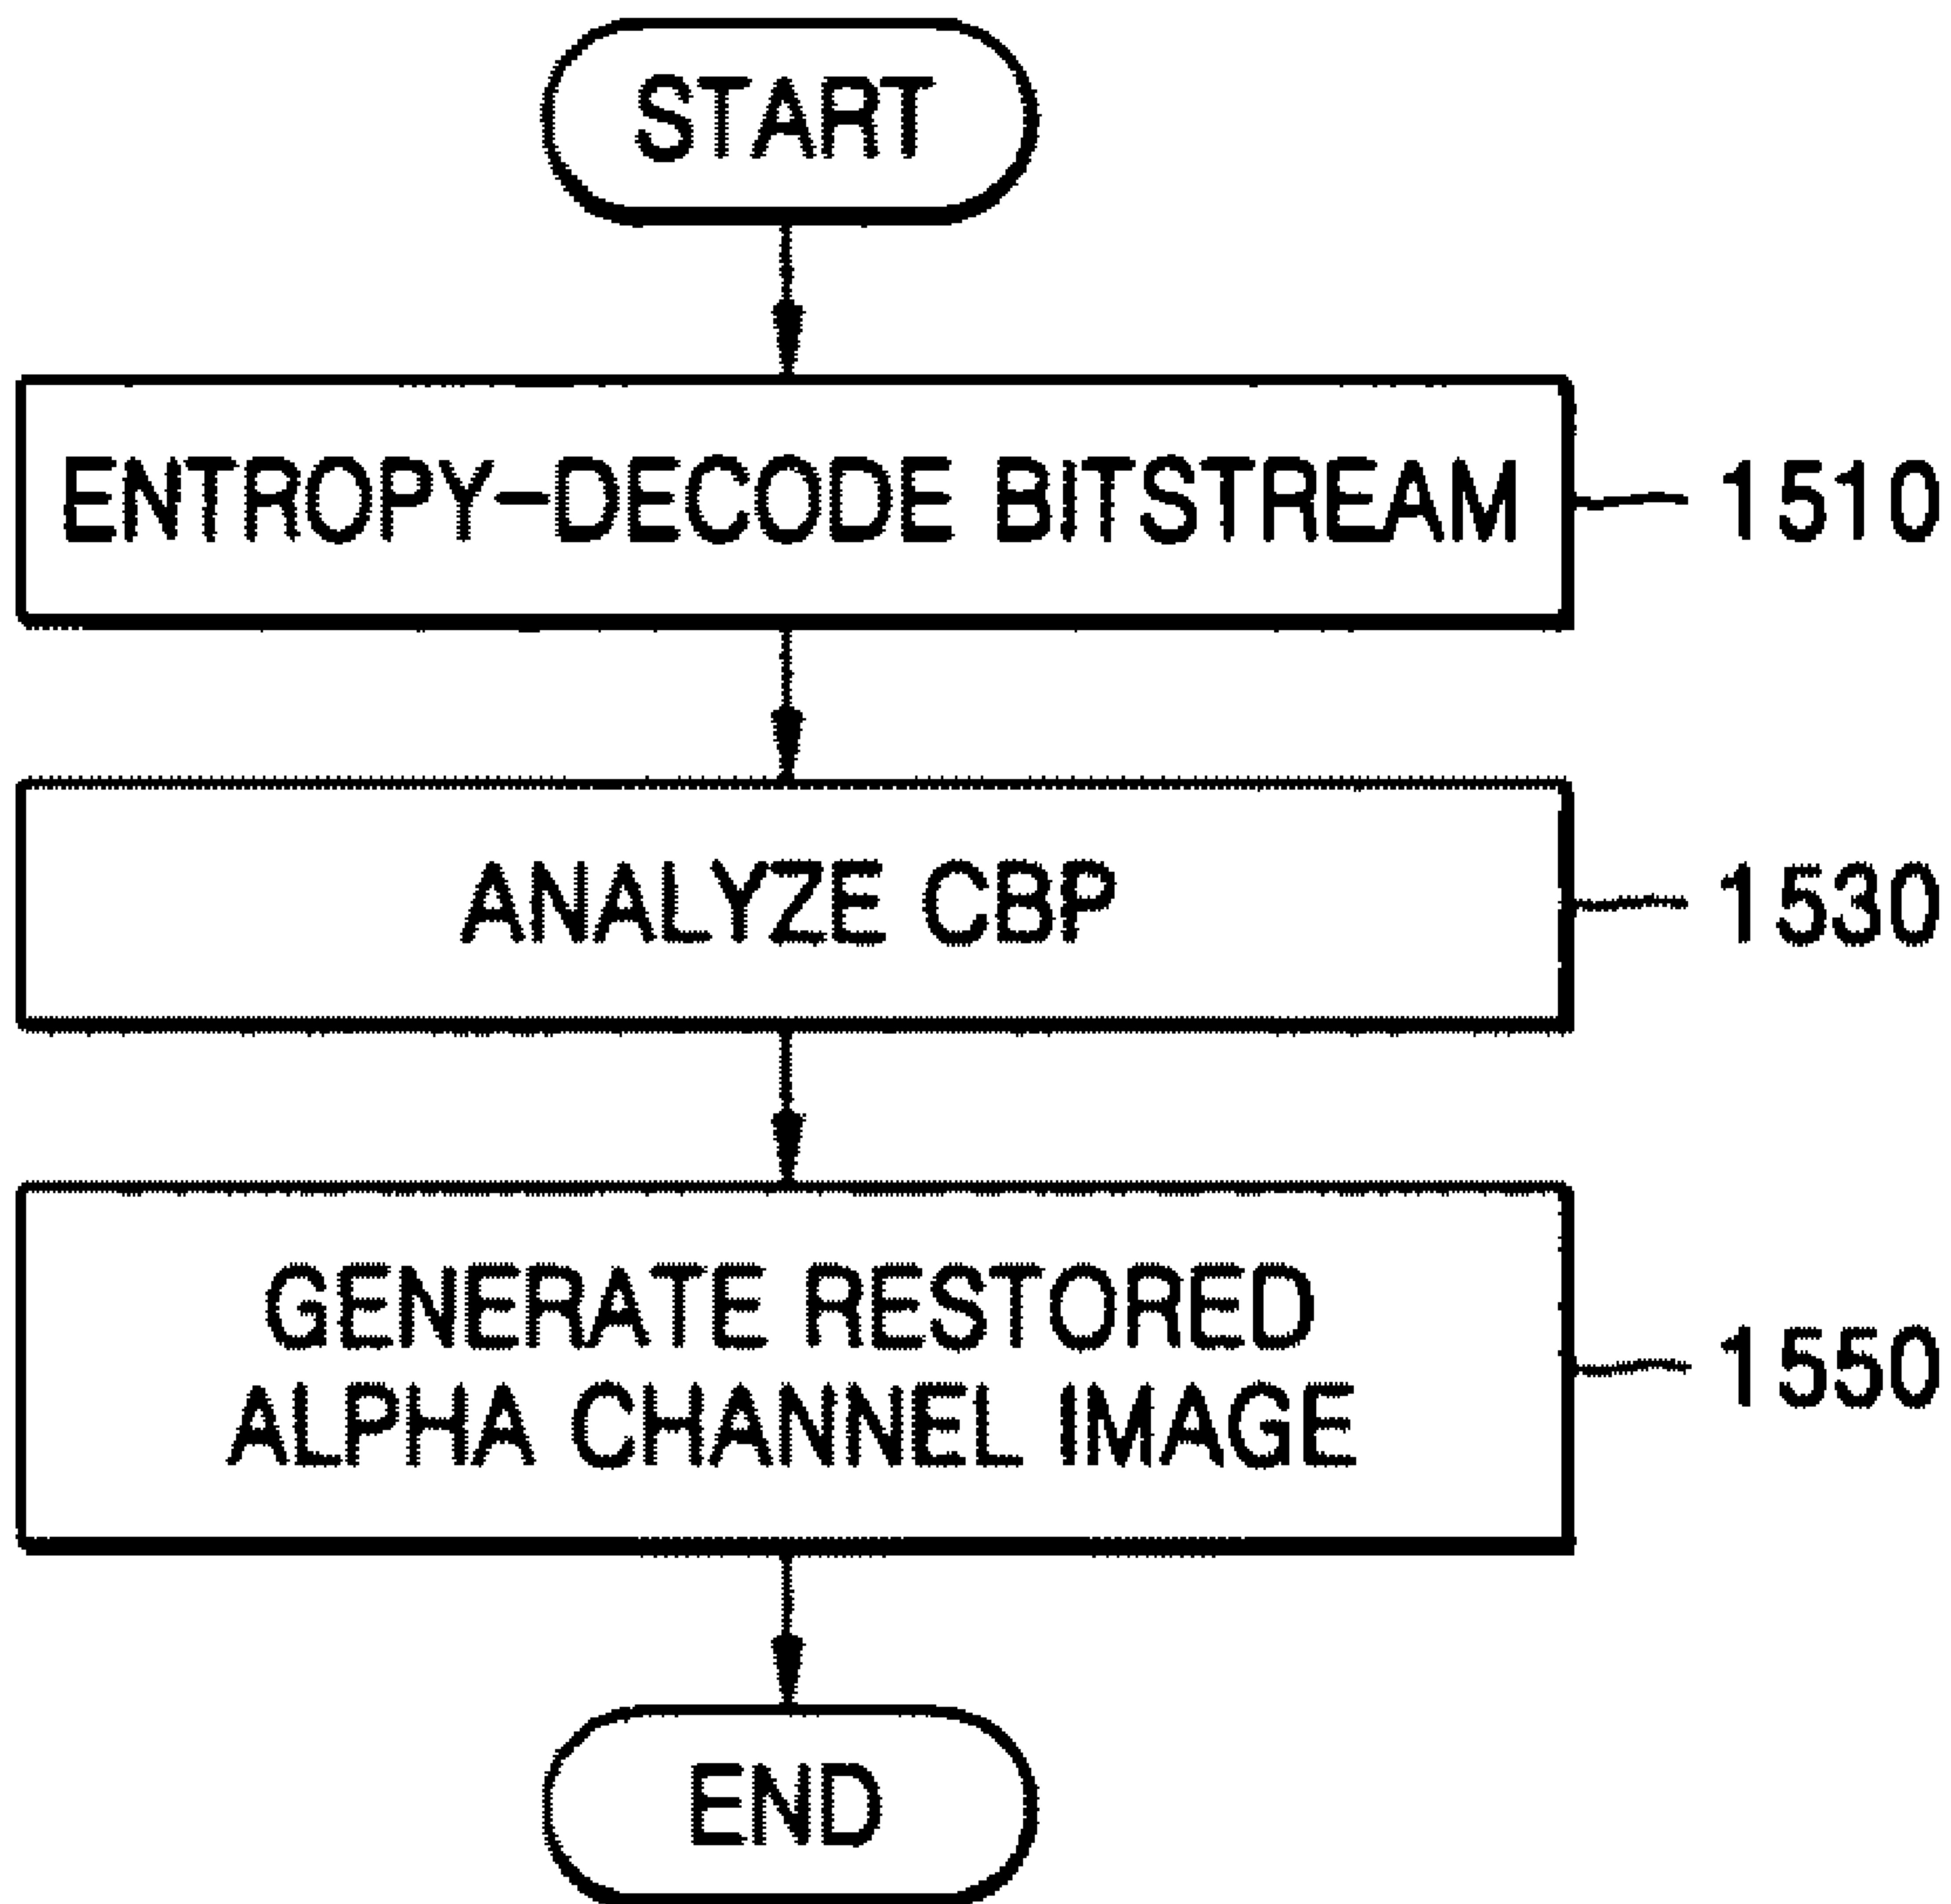 START
ENTROPY-DECODE BITSTREAM
1510
ANALYZE CBP
1530
GENERATE RESTORED
ALPHA CHANNEL IMAGE
1550
END